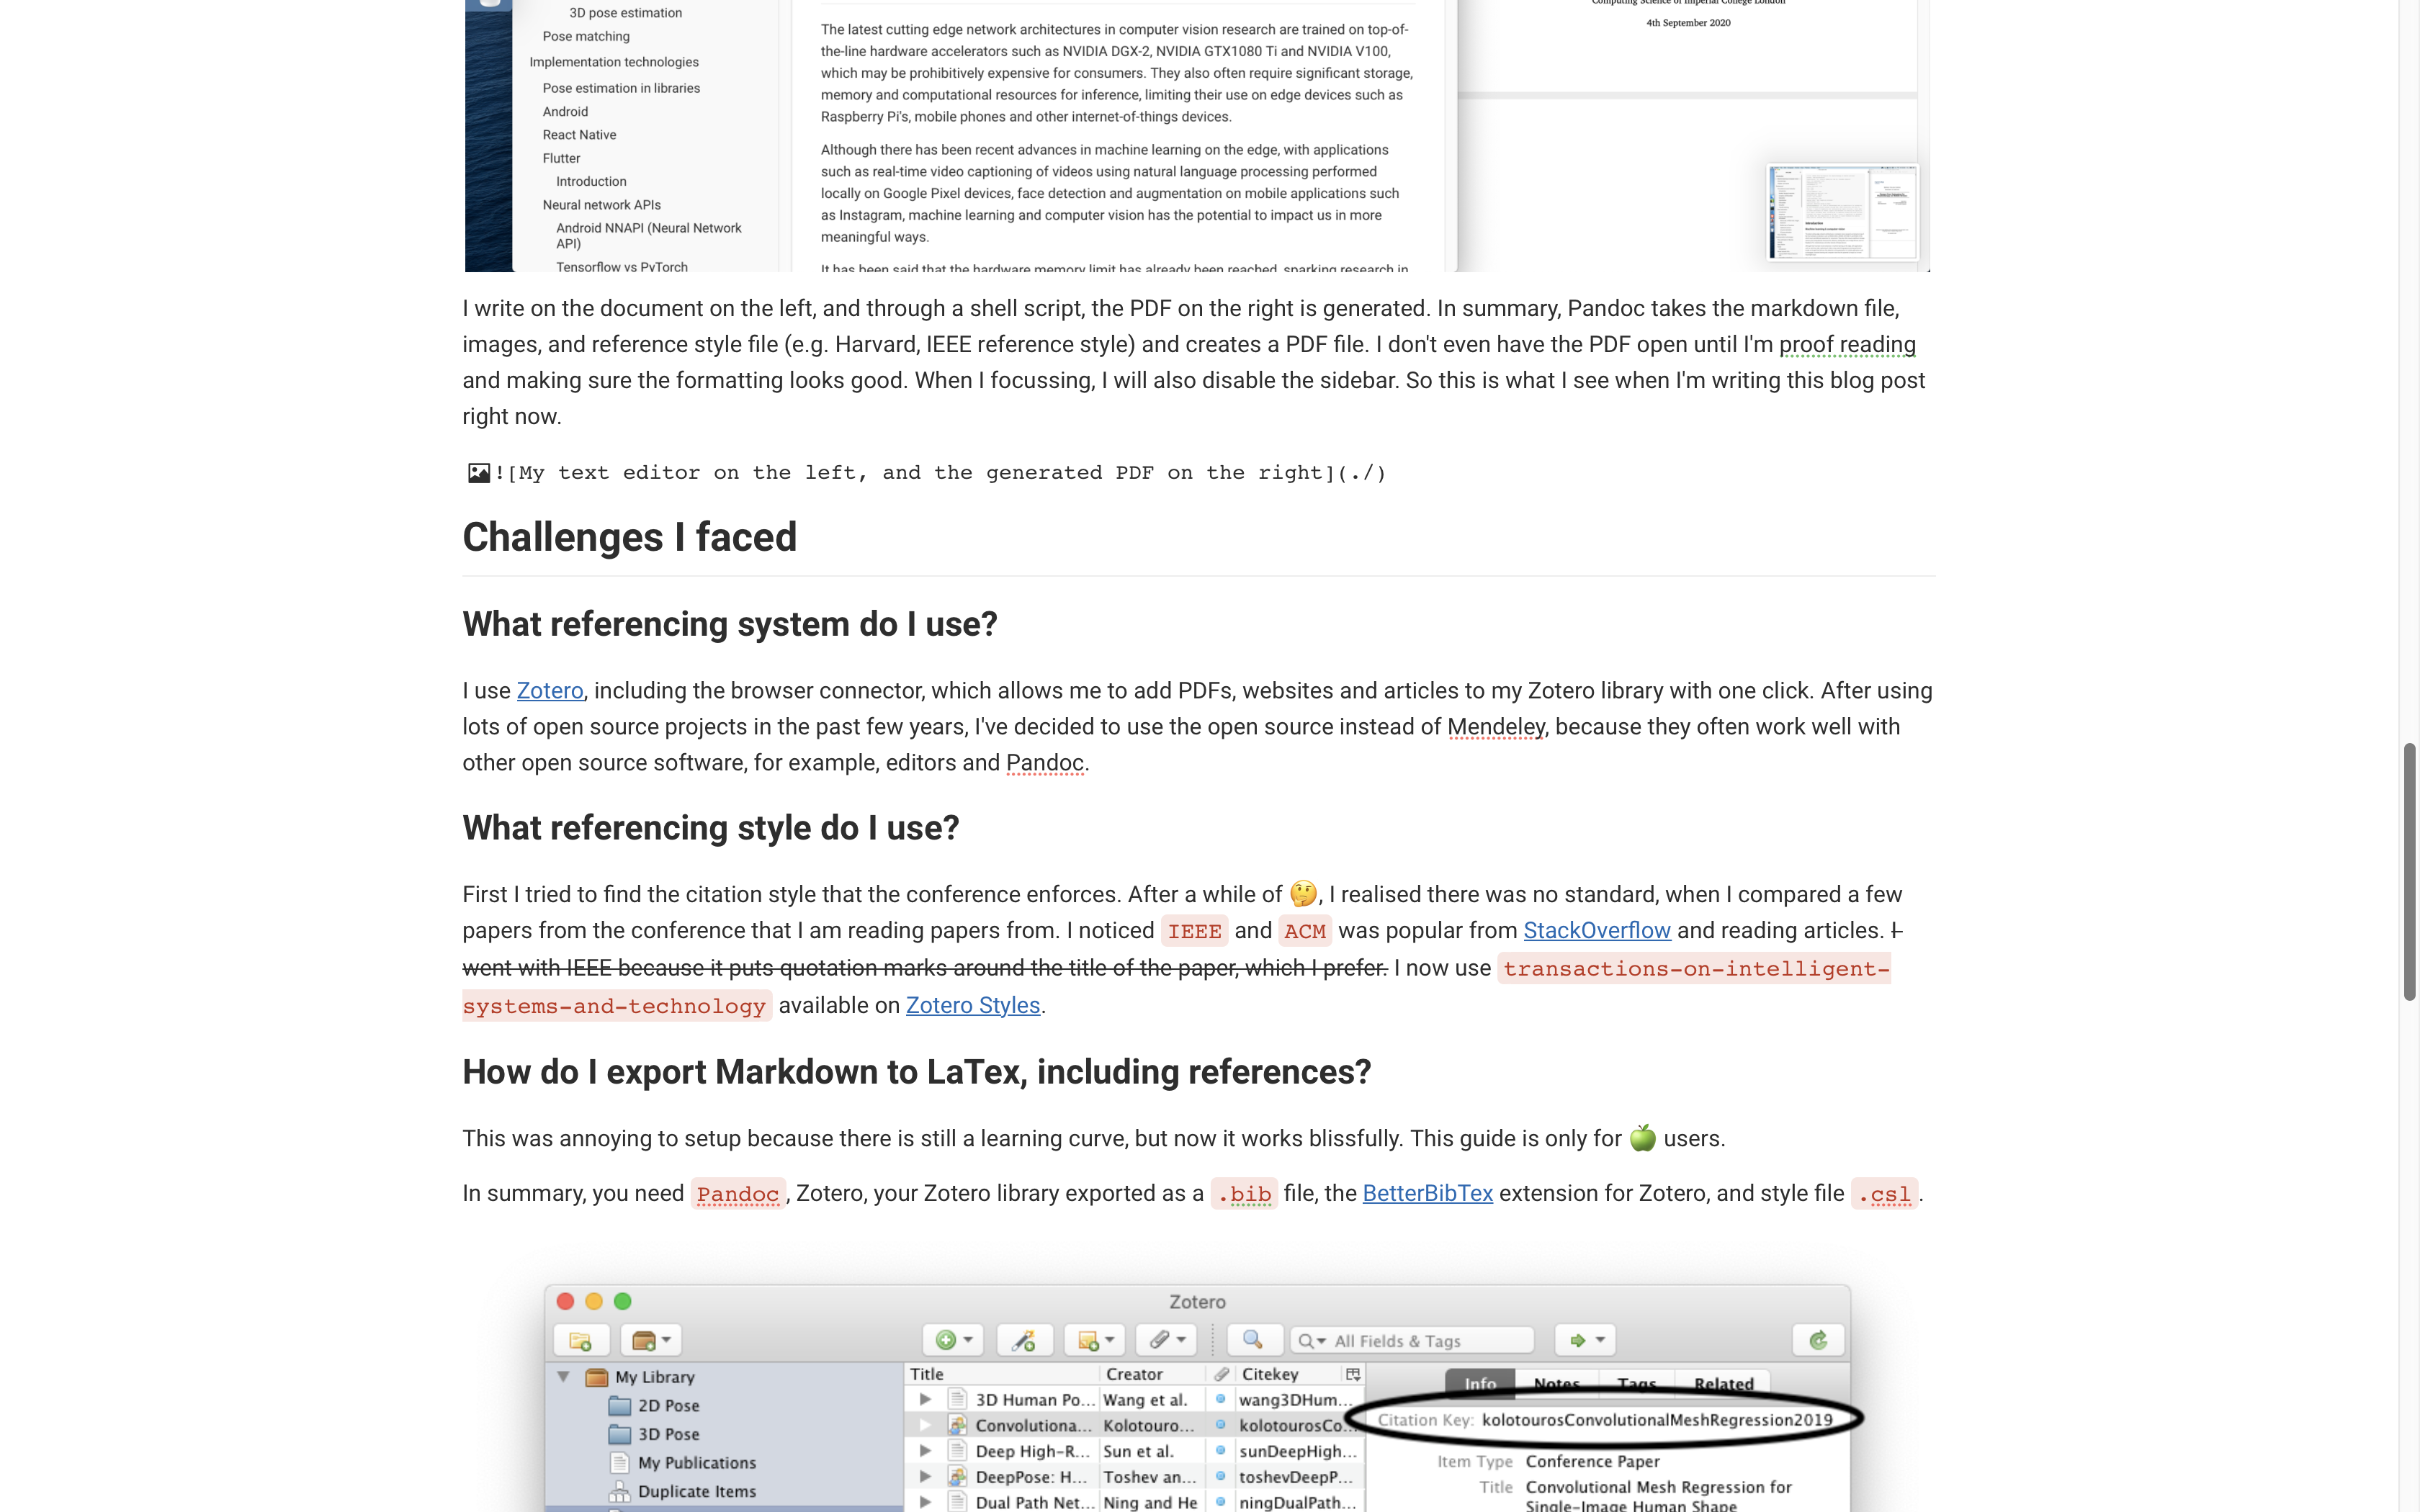 3D pose estimation
Pose matching
Implementation technologies
Pose estimation in libraries
Android
React Native
Flutter
Introduction
Neural network APIs
Android NNAPI (Neural Network
API)
Tensorflow vs PyTorch
The latest cutting edge network architectures in computer vision research are trained on top-of-
the-line hardware accelerators such as NVIDIA DGX-2, NVIDIA GTX1080 Ti and NVIDIA V100,
which may be prohibitively expensive for consumers. They also often require significant storage,
memory and computational resources for inference, limiting their use on edge devices such as
Raspberry Pi's, mobile phones and other internet-of-things devices.
Although there has been recent advances in machine learning on the edge, with applications
such as real-time video captioning of videos using natural language processing performed
locally on Google Pixel devices, face detection and augmentation on mobile applications such
as Instagram, machine learning and computer vision has the potential to impact us in more
meaningful ways.
It has been said that the hardware memory limit has already been reached, sparking research in
Computing Science of Imperial College London
4th September 2020
I write on the document on the left, and through a shell script, the PDF on the right is generated. In summary, Pandoc takes the markdown file,
images, and reference style file (e.g. Harvard, IEEE reference style) and creates a PDF file. I don't even have the PDF open until I'm proof reading
and making sure the formatting looks good. When I focussing, I will also disable the sidebar. So this is what I see when I'm writing this blog post
right now.
![My text editor on the left, and the generated PDF on the right](./)
Challenges I faced
What referencing system do I use?
I use Zotero, including the browser connector, which allows me to add PDFs, websites and articles to my Zotero library with one click. After using
lots of open source projects in the past few years, I've decided to use the open source instead of Mendeley, because they often work well with
other open source software, for example, editors and Pandoc.
What referencing style do I use?
First I tried to find the citation style that the conference enforces. After a while of 🤔, I realised there was no standard, when I compared a few
papers from the conference that I am reading papers from. I noticed IEEE and ACM was popular from StackOverflow and reading articles. I
went with IEEE because it puts quotation marks around the title of the paper, which I prefer. I now use transactions-on-intelligent-
systems-and-technology available on Zotero Styles.
How do I export Markdown to LaTex, including references?
This was annoying to setup because there is still a learning curve, but now it works blissfully. This guide is only for 🍏 users.
In summary, you need Pandoc, Zotero, your Zotero library exported as a .bib file, the BetterBibTex extension for Zotero, and style file .csl.
Zotero
All Fields & Tags
My Library
2D Pose
3D Pose
My Publications
Duplicate Items
Title Creator Citekey
3D Human Po... Wang et al. wang3DHum...
Convolutiona... Kolotouro... kolotourosCo...
Deep High-R... Sun et al. sunDeepHigh...
DeepPose: H... Toshev an... toshevDeepP...
Dual Path Net... Ning and He ningDualPath...
Info Notes Tags Related
Citation Key: kolotourosConvolutionalMeshRegression2019
Item Type Conference Paper
Title Convolutional Mesh Regression for
Single-Image Human Shape